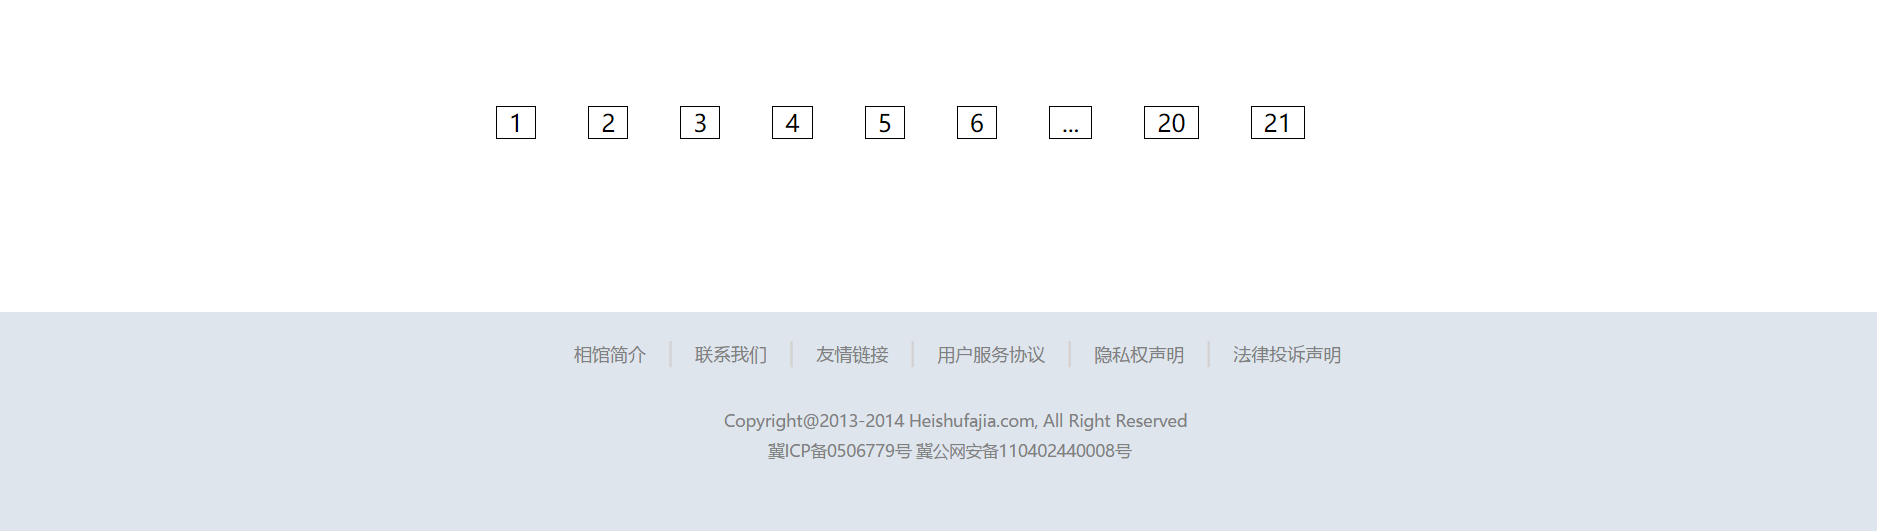 1 2 3 4 5 6 ... 20 21
相馆简介 联系我们 友情链接 用户服务协议 隐私权声明 法律投诉声明
Copyright@2013-2014 Heishufajia.com, All Right Reserved
冀ICP备0506779号 冀公网安备110402440008号